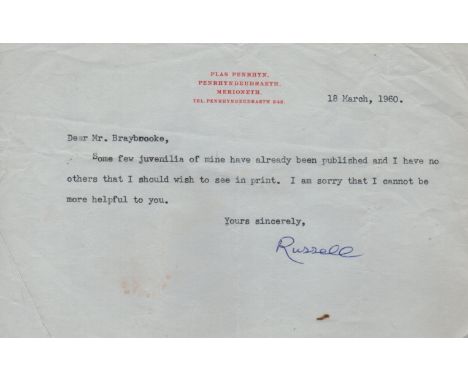 PLAS PENRHYN,
PENRHYNDEUDRAETH,
MERIONETH.
TEL. PENRHYNDEUDRAETH 248.
18 March, 1960.
Dear Mr. Braybrooke,
Some few juvenilia of mine have already been published and I have no
others that I should wish to see in print. I am sorry that I cannot be
more helpful to you.
Yours sincerely,
Russell